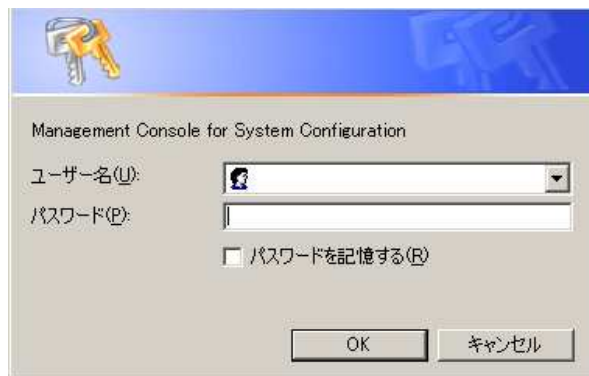 Management Console for System Configuration
ユーザー名(U):
パスワード(P):
パスワードを記憶する(R)
OK キャンセル